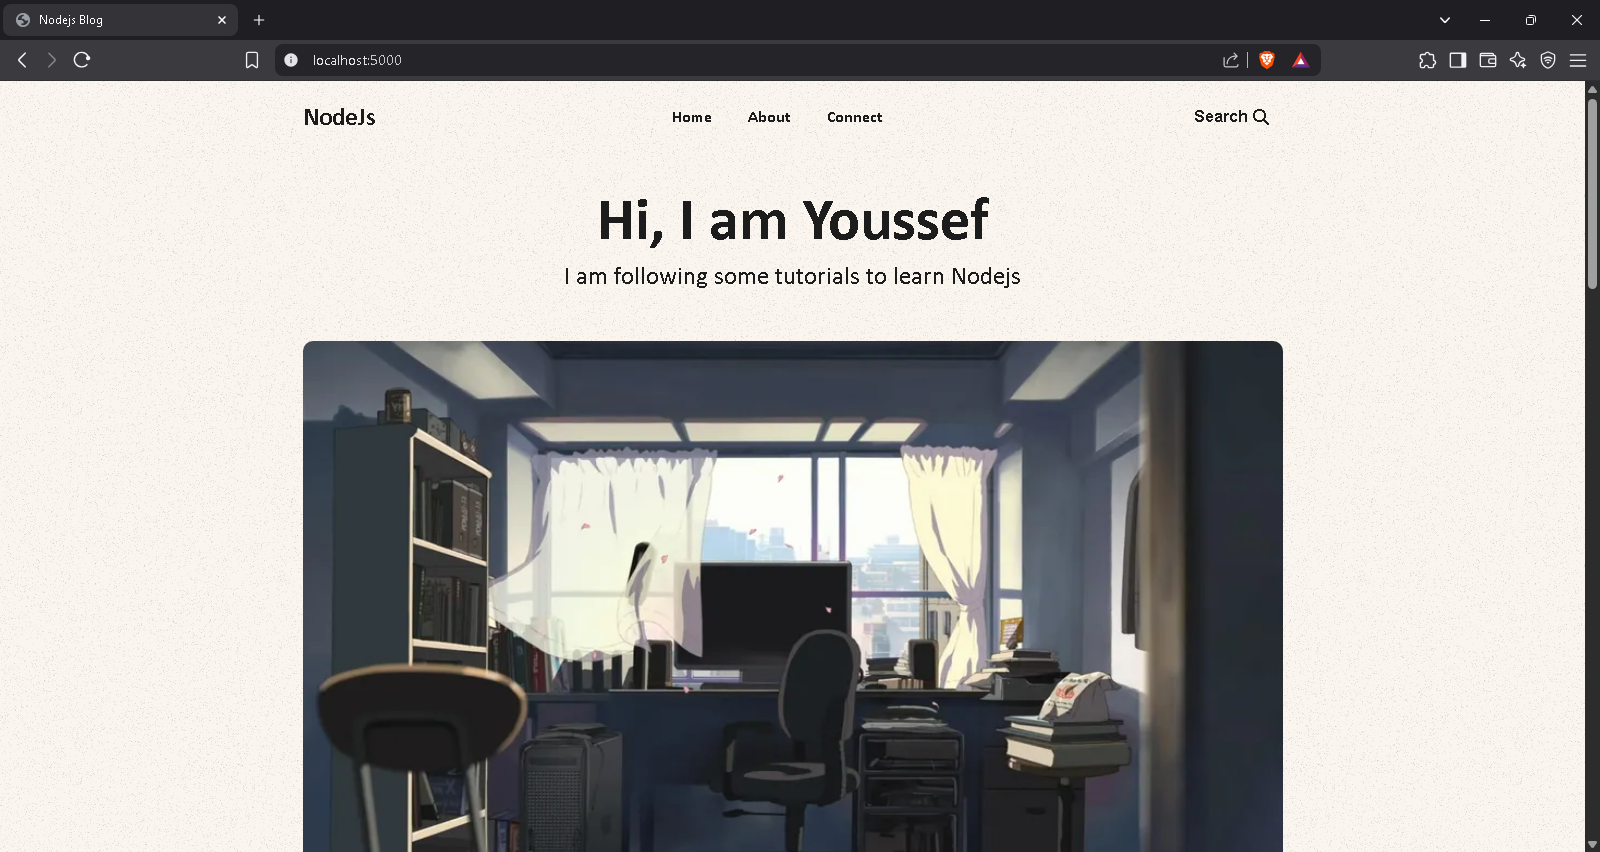 Nodejs Blog
localhost:5000
NodeJs
Home About Connect
Search
Hi, I am Youssef
I am following some tutorials to learn Nodejs